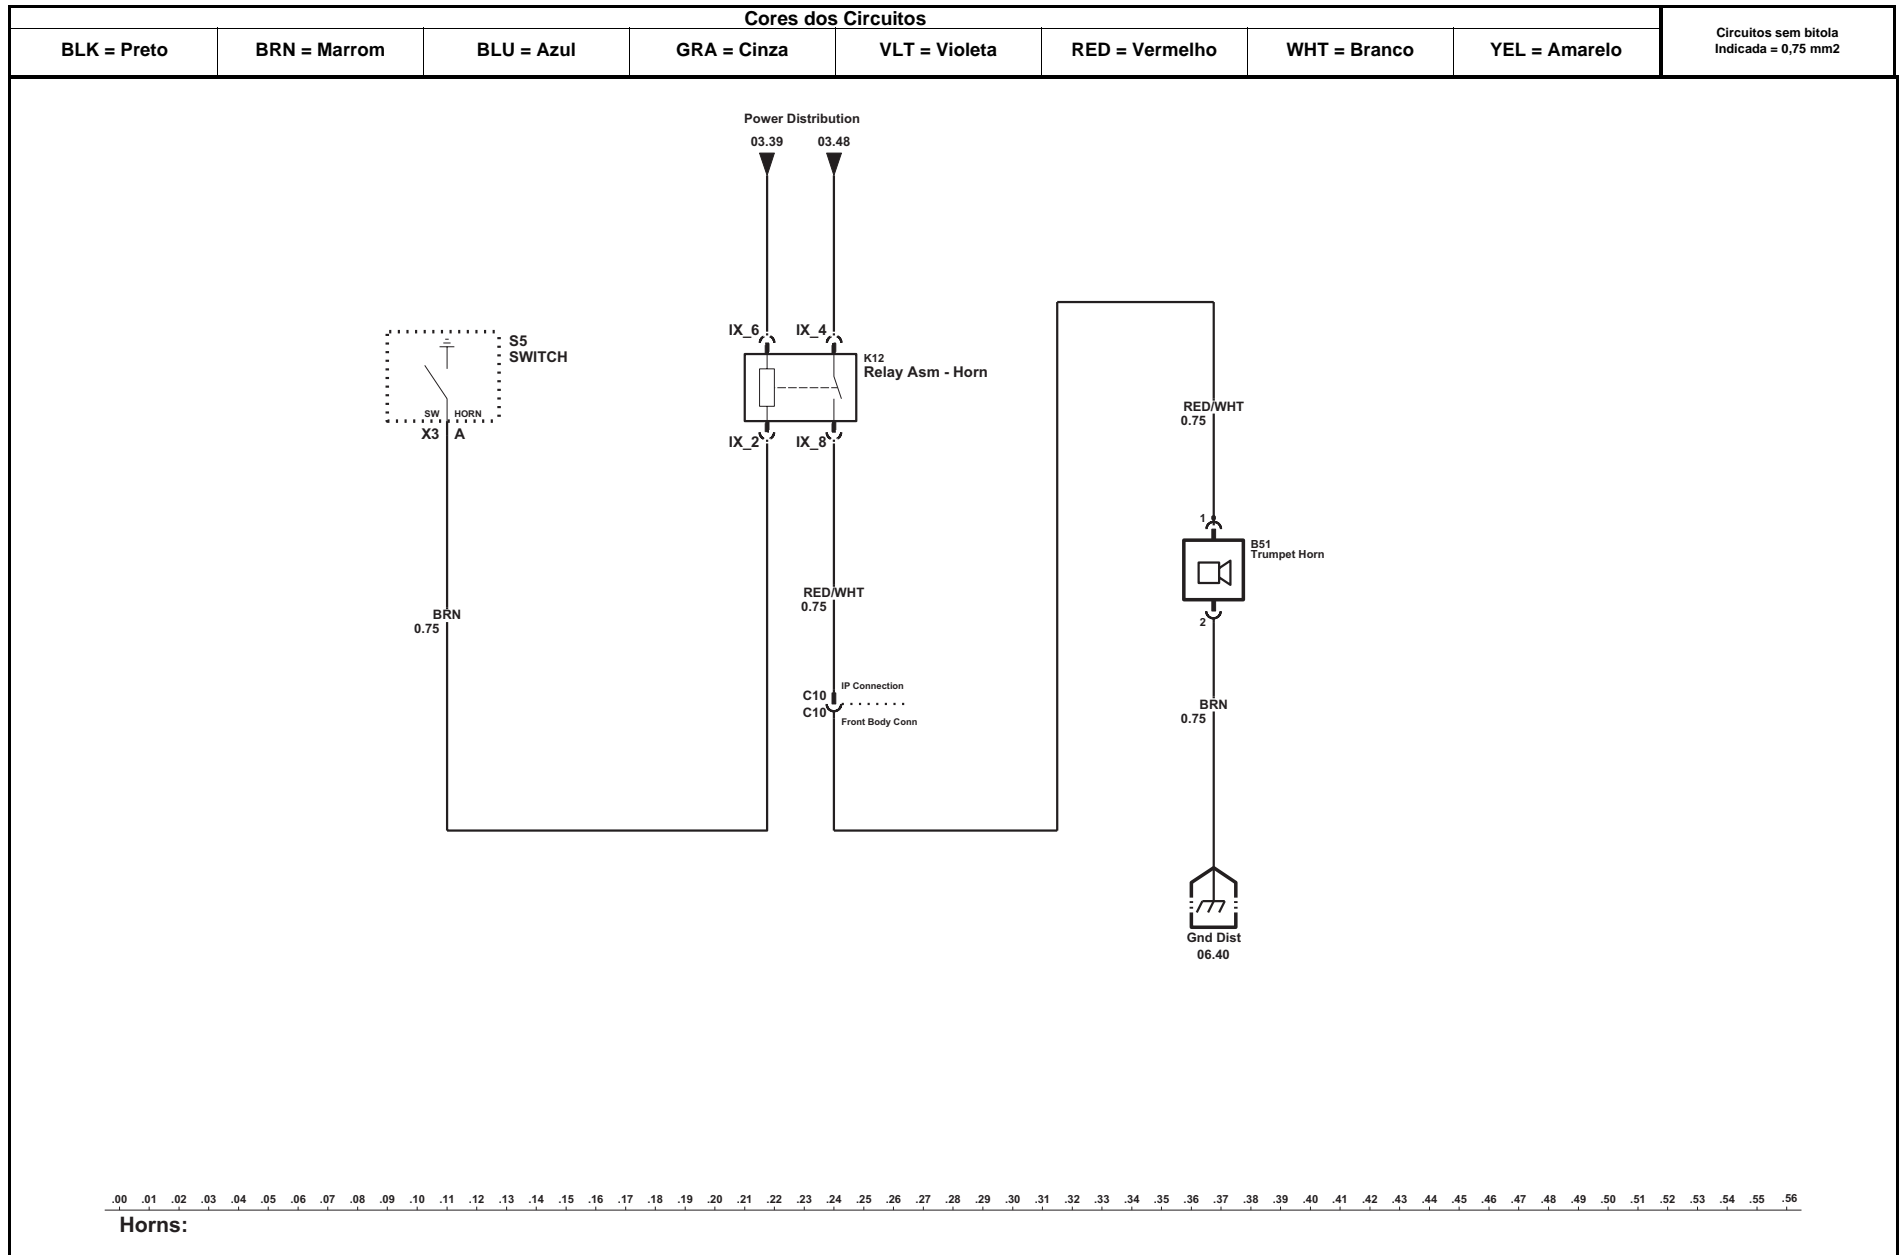 Cores dos Circuitos
BLK = Preto
BRN = Marrom
BLU = Azul
GRA = Cinza
VLT = Violeta
RED = Vermelho
WHT = Branco
YEL = Amarelo
Circuitos sem bitola
Indicada = 0,75 mm2
Power Distribution
03.39 03.48
IX_6 IX_4
S5
SWITCH
K12
Relay Asm - Horn
SW HORN
X3 A
IX_2 IX_8
RED/WHT
0.75
1
B51
Trumpet Horn
2
RED/WHT
0.75
BRN
0.75
IP Connection
C10
C10
Front Body Conn
BRN
0.75
Gnd Dist
06.40
.00 .01 .02 .03 .04 .05 .06 .07 .08 .09 .10 .11 .12 .13 .14 .15 .16 .17 .18 .19 .20 .21 .22 .23 .24 .25 .26 .27 .28 .29 .30 .31 .32 .33 .34 .35 .36 .37 .38 .39 .40 .41 .42 .43 .44 .45 .46 .47 .48 .49 .50 .51 .52 .53 .54 .55 .56
Horns: